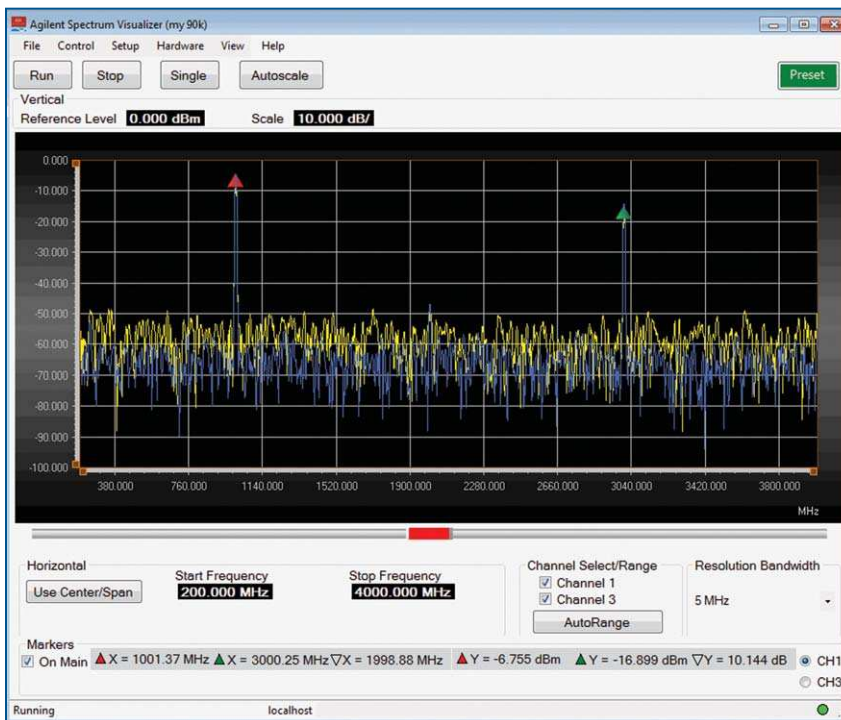 Agilent Spectrum Visualizer (my 90k)
File Control Setup Hardware View Help
Run Stop Single Autoscale Preset
Vertical
Reference Level 0.000 dBm Scale 10.000 dB/
0.000
-10.000
-20.000
-30.000
-40.000
-50.000
-60.000
-70.000
-80.000
-90.000
-100.000
380.000 760.000 1140.000 1520.000 1900.000 2280.000 2660.000 3040.000 3420.000 3800.000
MHz
Horizontal
Use Center/Span
Start Frequency
200.000 MHz
Stop Frequency
4000.000 MHz
Channel Select/Range
Channel 1
Channel 3
AutoRange
Resolution Bandwidth
5 MHz
Markers
On Main X = 1001.37 MHz X = 3000.25 MHz ▽X = 1998.88 MHz Y = -6.755 dBm Y = -16.899 dBm ▽Y = 10.144 dB CH1
CH3
Running localhost